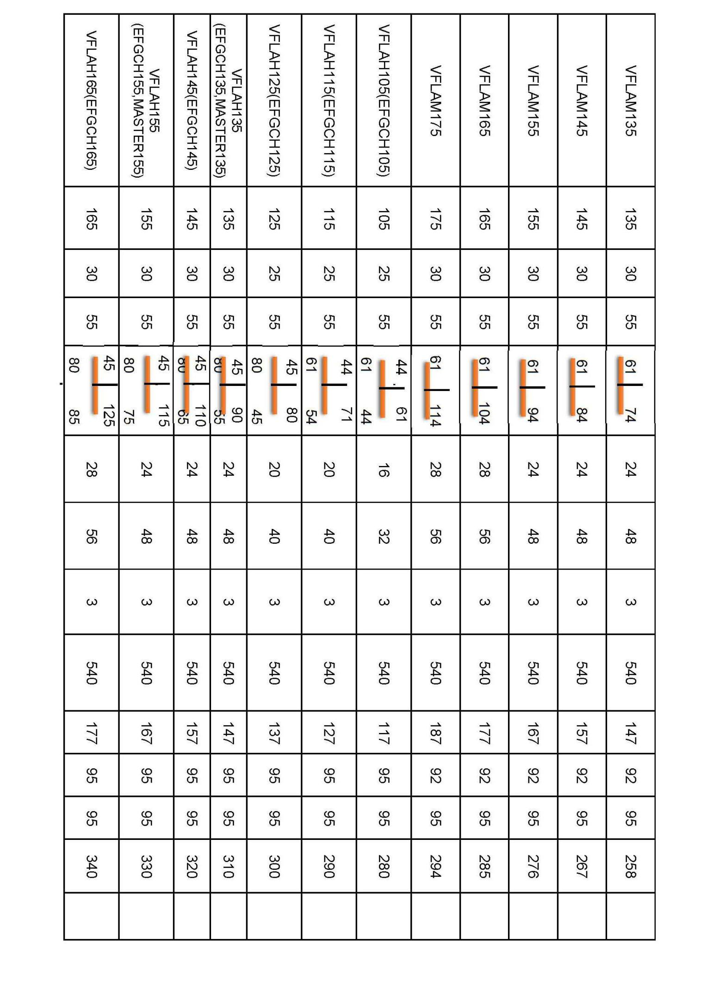 VFLAM135 135 30 55 61 74 24 48 3 540 147 92 95 258
VFLAM145 145 30 55 61 84 24 48 3 540 157 92 95 267
VFLAM155 155 30 55 61 94 24 48 3 540 167 92 95 276
VFLAM165 165 30 55 61 104 28 56 3 540 177 92 95 285
VFLAM175 175 30 55 61 114 28 56 3 540 187 92 95 294
44 61
VFLAH105(EFGCH105) 105 25 55 16 32 3 540 117 95 95 280
61 44
44 71
VFLAH115(EFGCH115) 115 25 55 20 40 3 540 127 95 95 290
61 54
45 80
VFLAH125(EFGCH125) 125 25 55 20 40 3 540 137 95 95 300
80 45
VFLAH135 45 90
(EFGCH135,MASTER135) 135 30 55 80 55 24 48 3 540 147 95 95 310
45 110
VFLAH145(EFGCH145) 145 30 55 24 48 3 540 157 95 95 320
80 65
VFLAH155 45 115
(EFGCH155,MASTER155) 155 30 55 24 48 3 540 167 95 95 330
80 75
45 125
VFLAH165(EFGCH165) 165 30 55 28 56 3 540 177 95 95 340
80 85